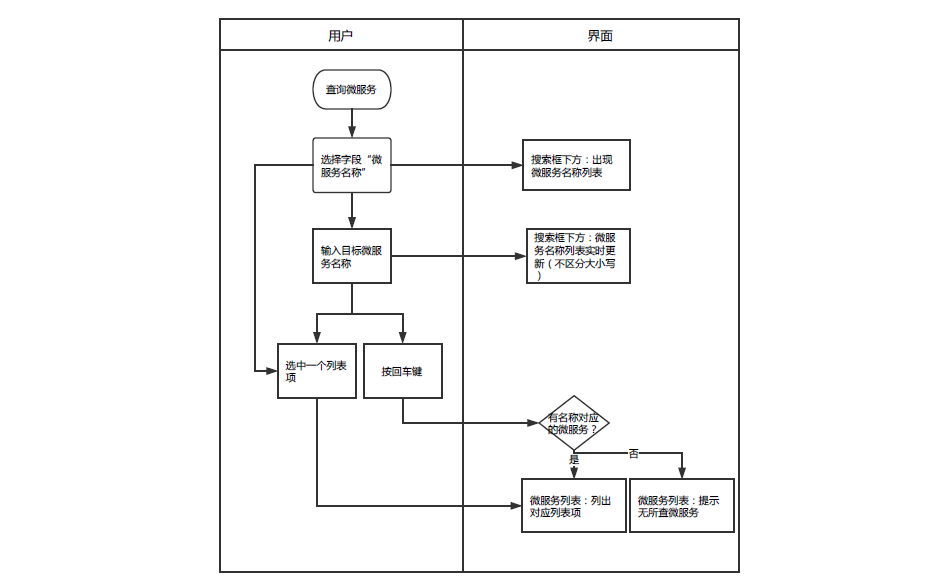 用户
界面
查询微服务
选择字段“微
服务名称”
搜索框下方：出现
微服务名称列表
输入目标微服
务名称
搜索框下方：微服
务名称列表实时更
新（不区分大小写
）
选中一个列表
项
按回车键
有名称对应
的微服务？
是
否
微服务列表：列出
对应列表项
微服务列表：提示
无所查微服务